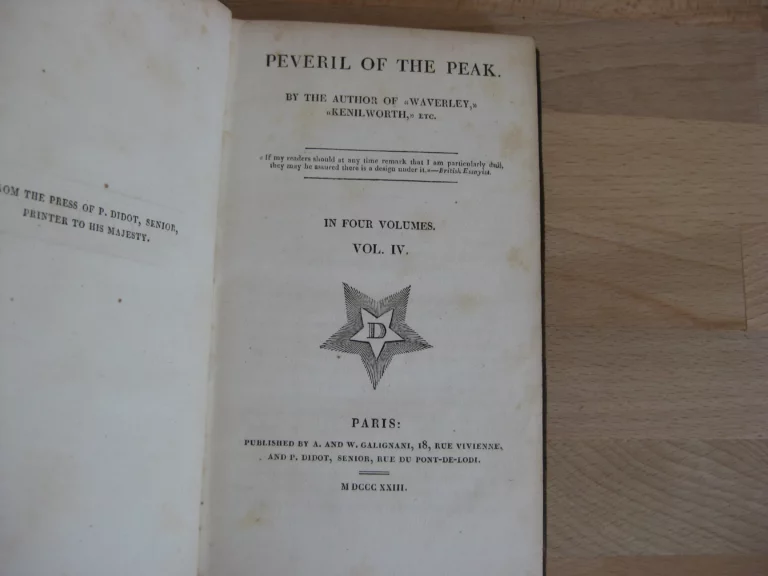 THE PRESS OF P. DIDOT, SENIOR,
PRINTER TO HIS MAJESTY.
PEVERIL OF THE PEAK.
BY THE AUTHOR OF «WAVERLEY,»
«KENILWORTH,» ETC.
«If my readers should at any time remark that I am particularly dull,
they may be assured there is a design under it.»—British Essayist.
IN FOUR VOLUMES.
VOL. IV.
D
PARIS:
PUBLISHED BY A. AND W. GALIGNANI, 18, RUE VIVIENNE,
AND P. DIDOT, SENIOR, RUE DU PONT-DE-LODI.
M DCCC XXIII.